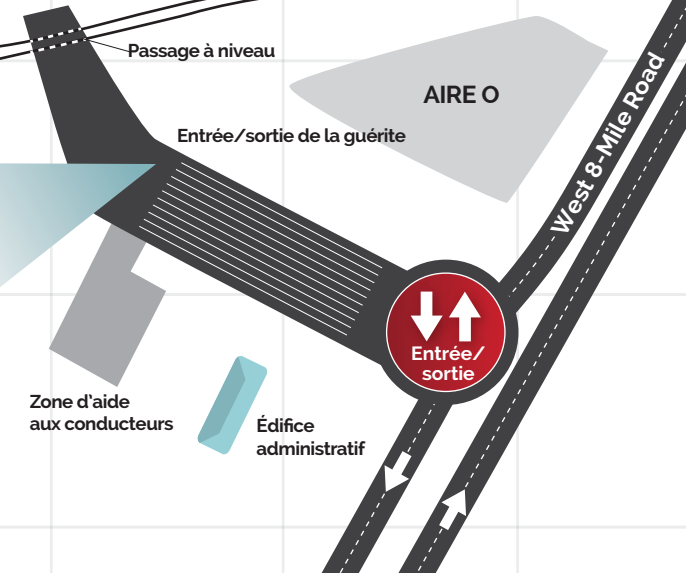 Passage à niveau
AIRE O
Entrée/sortie de la guérite
West 8-Mile Road
Entrée/
sortie
Zone d'aide
aux conducteurs
Édifice
administratif